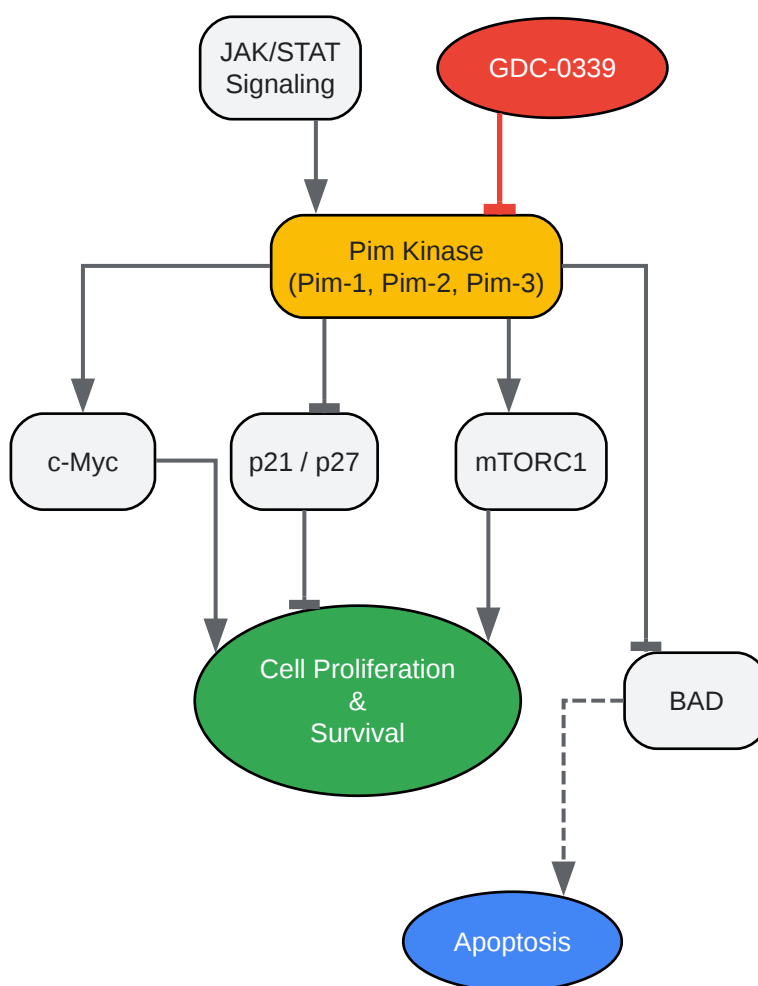 JAK/STAT
Signaling
GDC-0339
Pim Kinase
(Pim-1, Pim-2, Pim-3)
c-Myc
p21 / p27
mTORC1
Cell Proliferation
&
Survival
BAD
Apoptosis